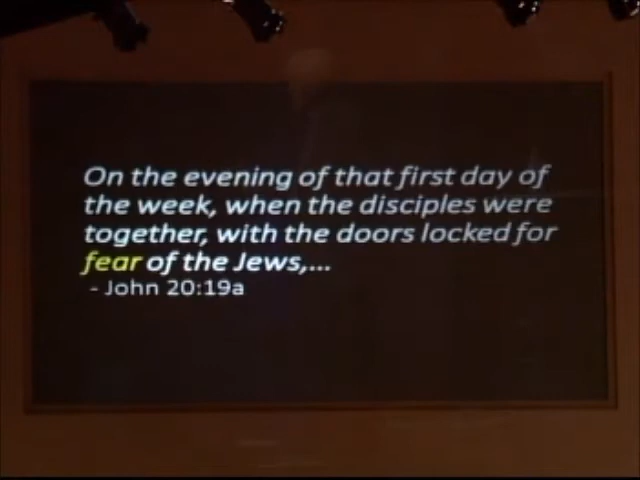 On the evening of that first day of
the week, when the disciples were
together, with the doors locked for
fear of the Jews,...
- John 20:19a